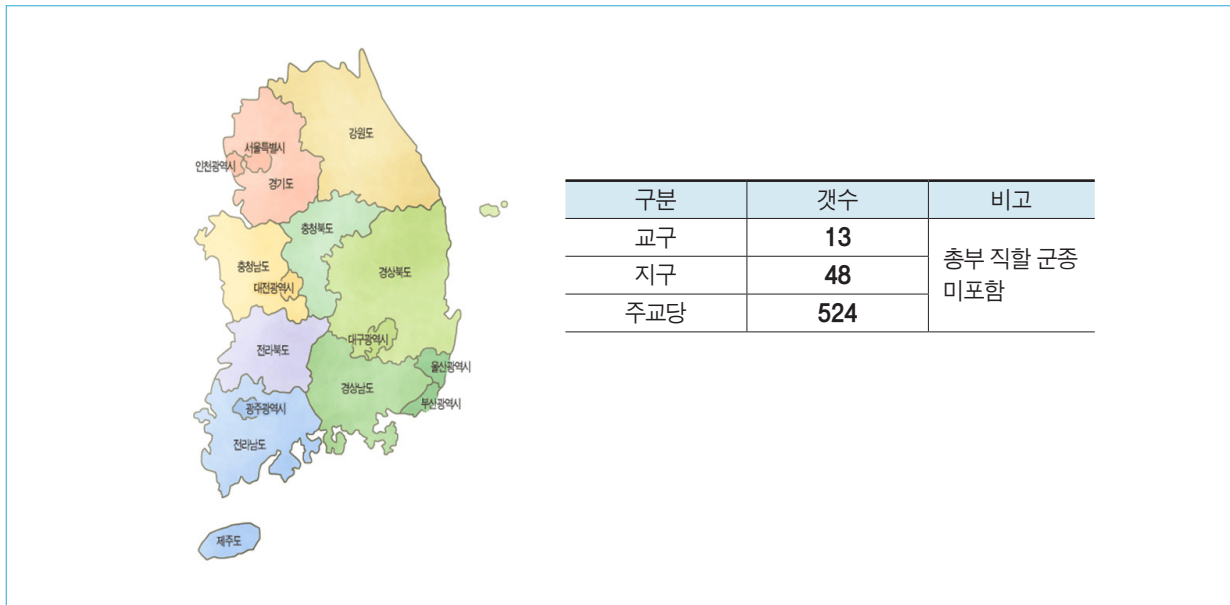 강원도
서울특별시
인천광역시
경기도
충청북도
충청남도
경상북도
대전광역시
대구광역시
전라북도
울산광역시
경상남도
부산광역시
광주광역시
전라남도
제주도
구분 갯수 비고
교구 13 총부 직할 군종
미포함
지구 48
주교당 524